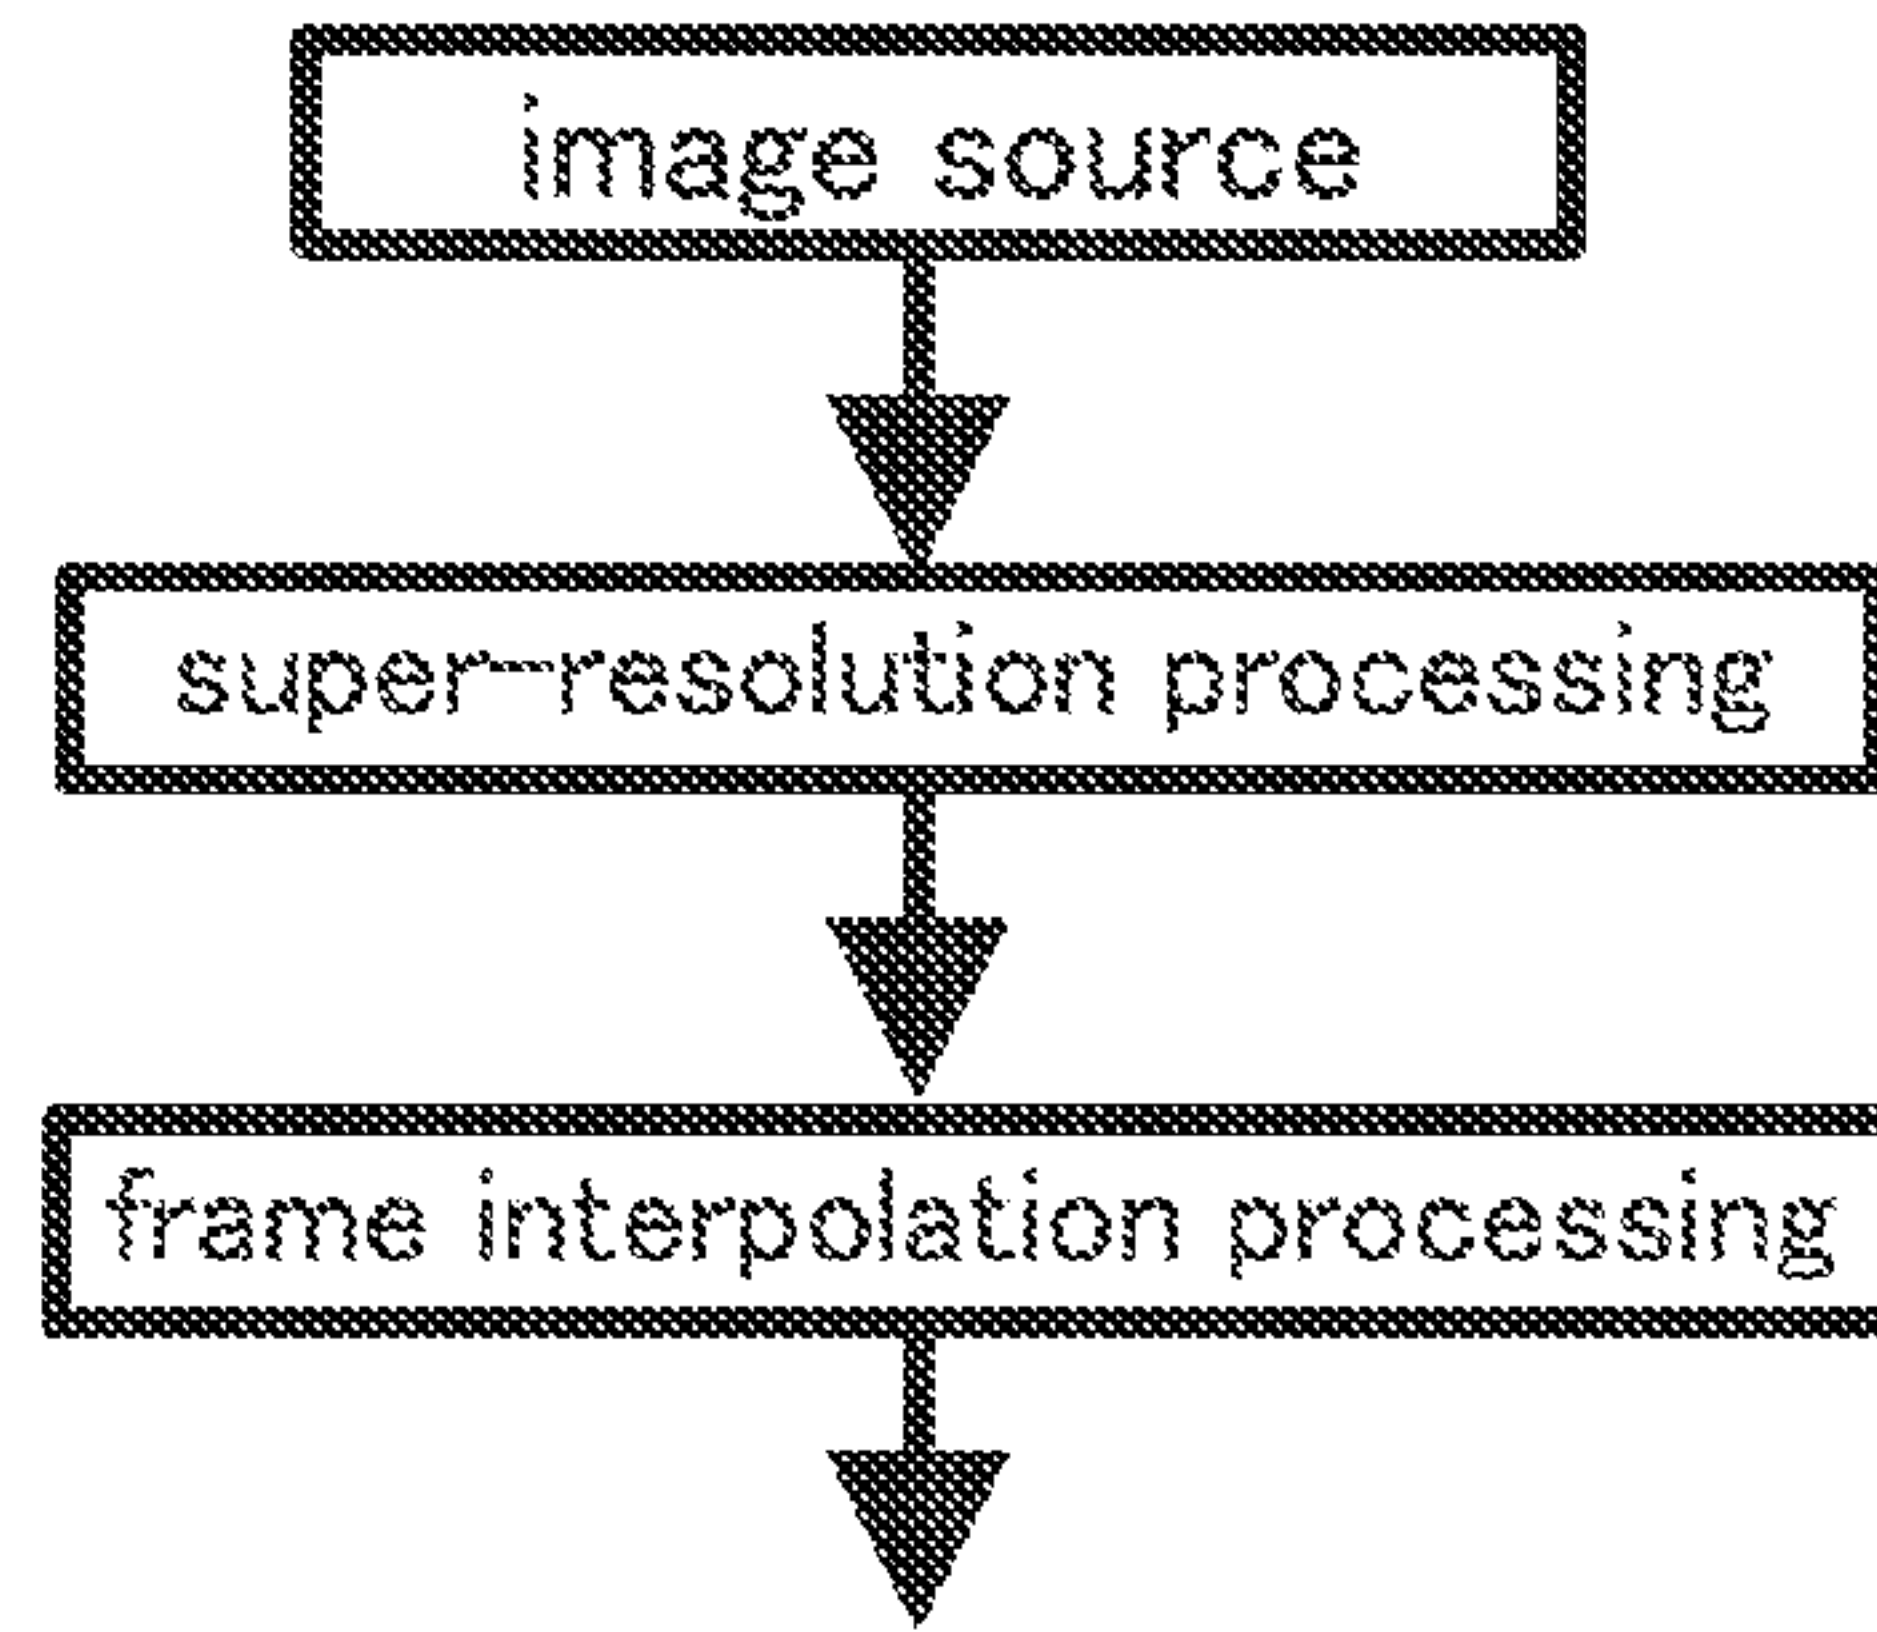 image source
super-resolution processing
frame interpolation processing